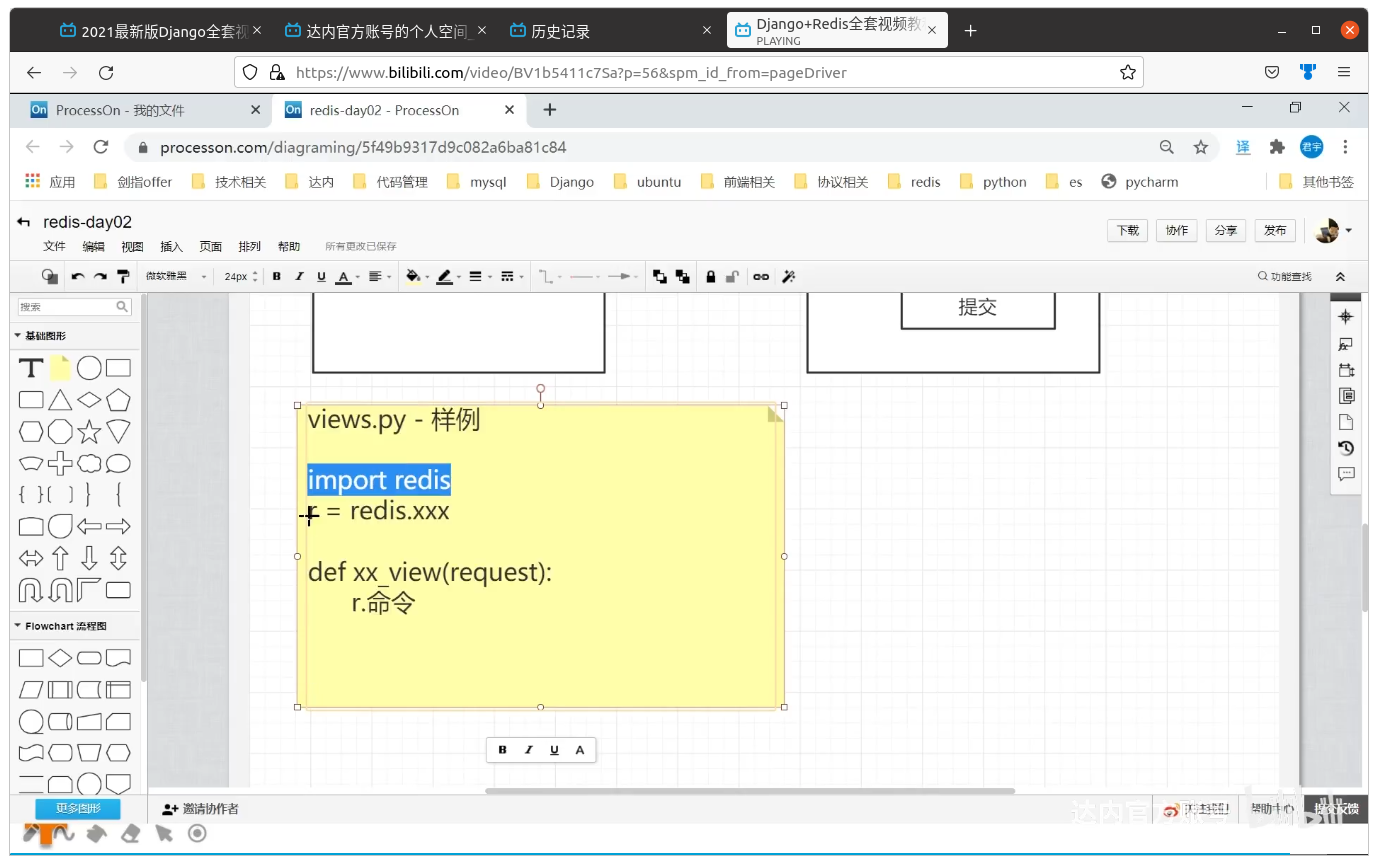 2021最新版Django全套视
达内官方账号的个人空间_
历史记录
Django+Redis全套视频教
PLAYING
https://www.bilibili.com/video/BV1b5411c7Sa?p=56&spm_id_from=pageDriver
On ProcessOn - 我的文件
On redis-day02 - ProcessOn
processon.com/diagraming/5f49b9317d9c082a6ba81c84
译
君宇
应用 剑指offer 技术相关 达内 代码管理 mysql Django ubuntu 前端相关 协议相关 redis python es pycharm 其他书签
redis-day02
文件 编辑 视图 插入 页面 排列 帮助 所有更改已保存
下载 协作 分享 发布
微软雅黑 24px B I U A 功能查找
搜索
基础图形
T
提交
views.py - 样例
import redis
r = redis.xxx
def xx_view(request):
r.命令
Flowchart 流程图
B I U A
更多图形
邀请协作者
达内官方账号
帮助中心
提交反馈
bilibili